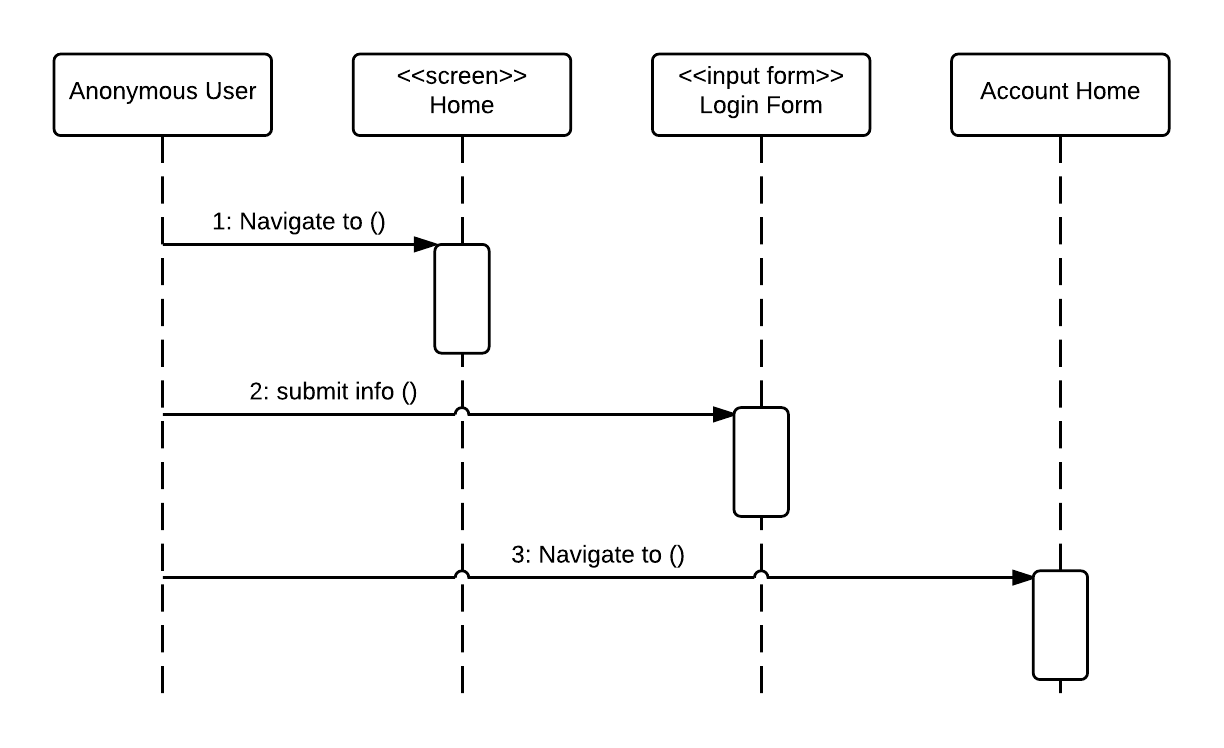 Anonymous User
<<screen>>
Home
<<input form>>
Login Form
Account Home
1: Navigate to ()
2: submit info ()
3: Navigate to ()